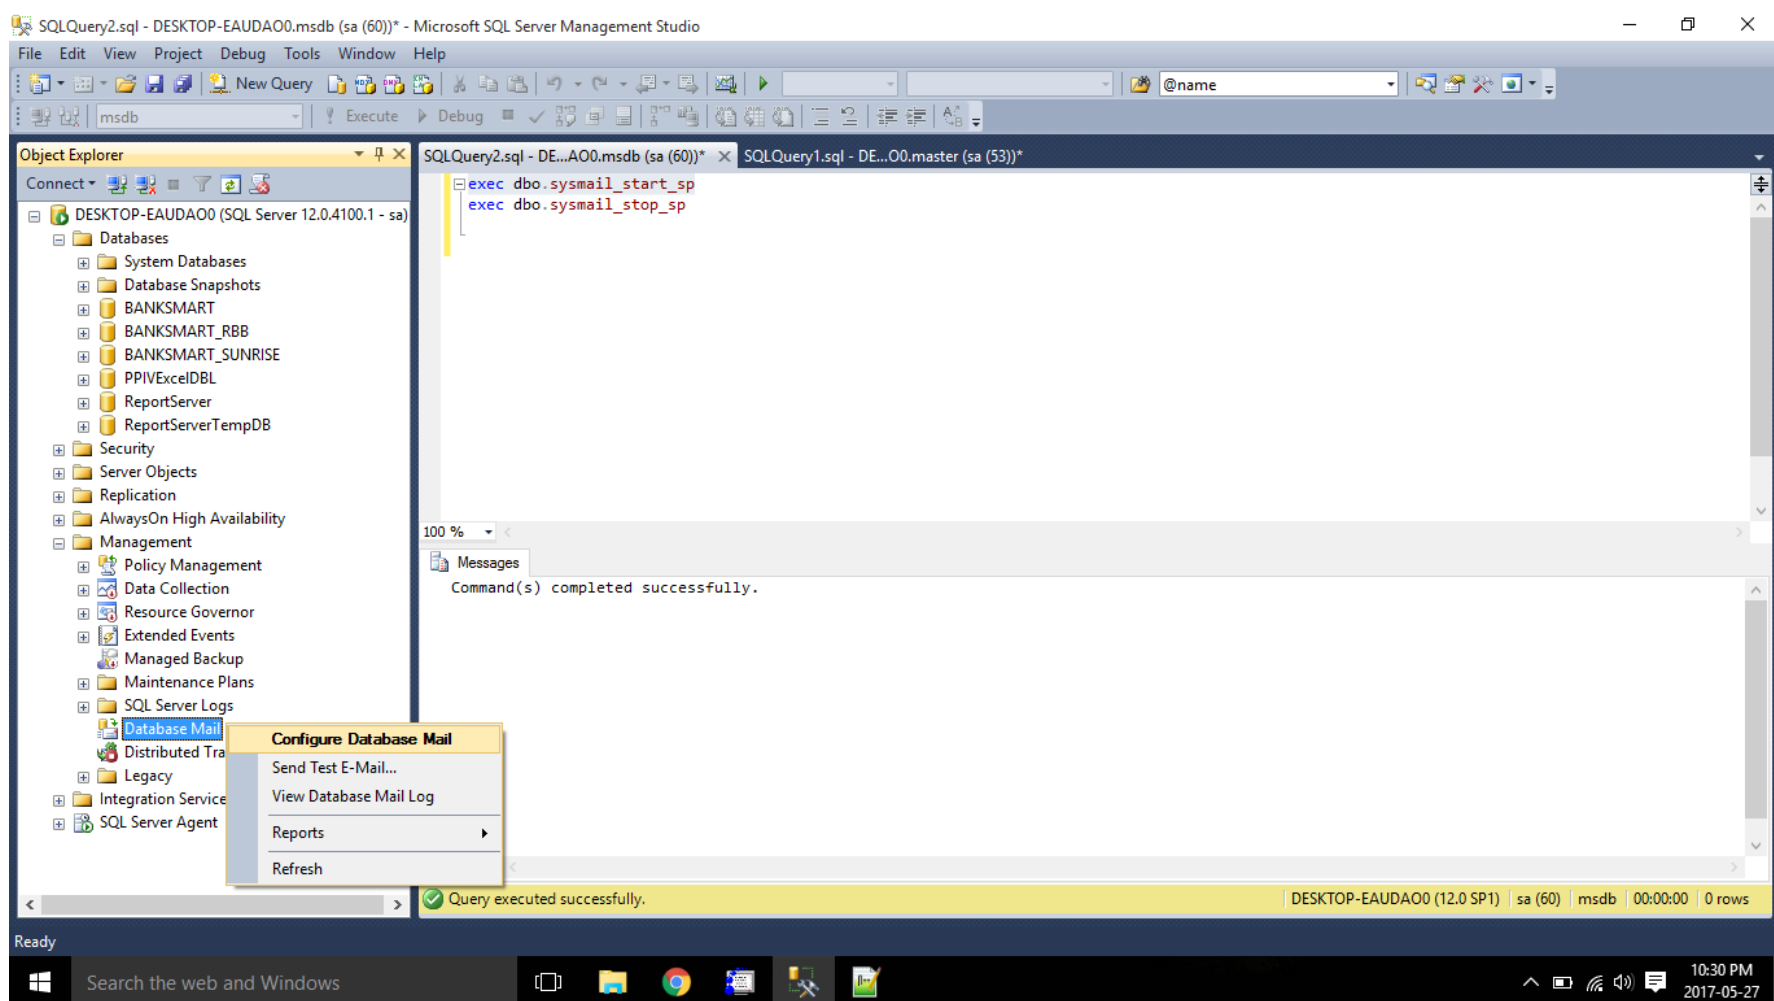 SQLQuery2.sql - DESKTOP-EAUDAO0.msdb (sa (60))* - Microsoft SQL Server Management Studio
File Edit View Project Debug Tools Window Help
New Query @name
msdb Execute Debug
Object Explorer
SQLQuery2.sql - DE...AO0.msdb (sa (60))* SQLQuery1.sql - DE...O0.master (sa (53))*
Connect
DESKTOP-EAUDAO0 (SQL Server 12.0.4100.1 - sa)
Databases
System Databases
Database Snapshots
BANKSMART
BANKSMART_RBB
BANKSMART_SUNRISE
PPIVExcelDBL
ReportServer
ReportServerTempDB
Security
Server Objects
Replication
AlwaysOn High Availability
Management
Policy Management
Data Collection
Resource Governor
Extended Events
Managed Backup
Maintenance Plans
SQL Server Logs
Database Mail
Distributed Tra
Legacy
Integration Service
SQL Server Agent
Configure Database Mail
Send Test E-Mail...
View Database Mail Log
Reports
Refresh
exec dbo.sysmail_start_sp
exec dbo.sysmail_stop_sp
100 %
Messages
Command(s) completed successfully.
Query executed successfully. DESKTOP-EAUDAO0 (12.0 SP1) sa (60) msdb 00:00:00 0 rows
Ready
Search the web and Windows
10:30 PM
2017-05-27